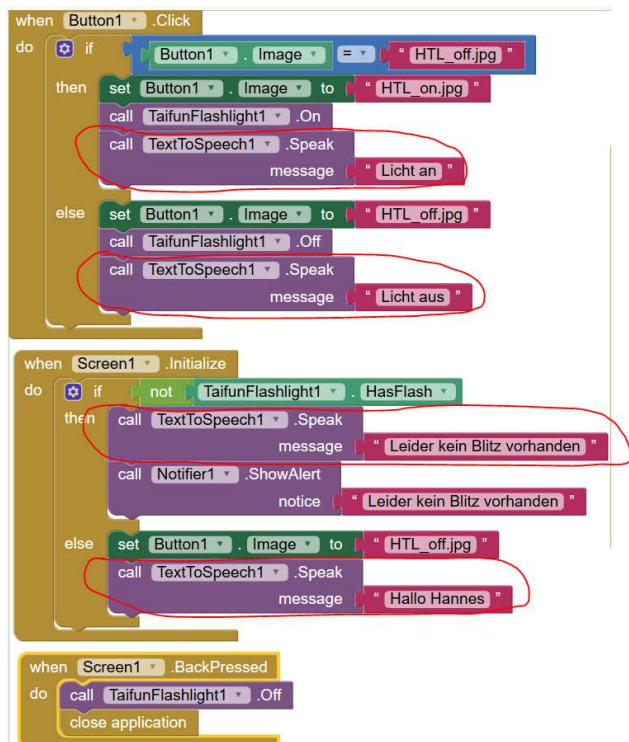 when Button1 .Click
do if Button1 . Image = " HTL_off.jpg "
then set Button1 . Image to " HTL_on.jpg "
call TaifunFlashlight1 .On
call TextToSpeech1 .Speak
message " Licht an "
else set Button1 . Image to " HTL_off.jpg "
call TaifunFlashlight1 .Off
call TextToSpeech1 .Speak
message " Licht aus "
when Screen1 .Initialize
do if not TaifunFlashlight1 . HasFlash
then call TextToSpeech1 .Speak
message " Leider kein Blitz vorhanden "
call Notifier1 .ShowAlert
notice " Leider kein Blitz vorhanden "
else set Button1 . Image to " HTL_off.jpg "
call TextToSpeech1 .Speak
message " Hallo Hannes "
when Screen1 .BackPressed
do call TaifunFlashlight1 .Off
close application